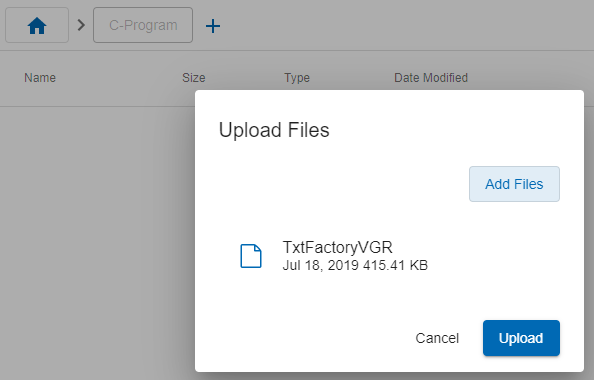 C-Program
Name Size Type Date Modified
Upload Files
Add Files
TxtFactoryVGR
Jul 18, 2019 415.41 KB
Cancel Upload